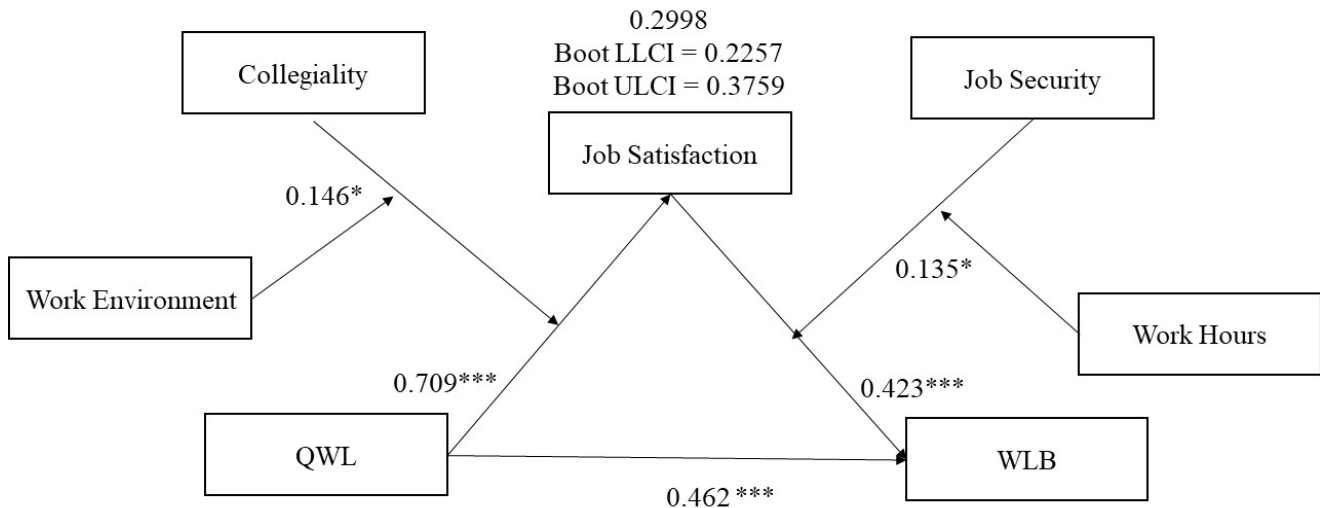 0.2998
Boot LLCI = 0.2257
Boot ULCI = 0.3759
Collegiality
Job Security
Job Satisfaction
0.146*
0.135*
Work Environment
Work Hours
0.709***
0.423***
QWL
WLB
0.462 ***